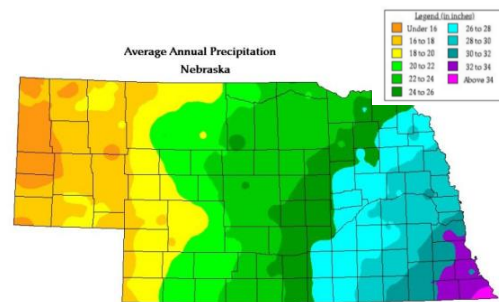 Average Annual Precipitation
Nebraska
Legend (in inches)
Under 16
16 to 18
18 to 20
20 to 22
22 to 24
24 to 26
26 to 28
28 to 30
30 to 32
32 to 34
Above 34